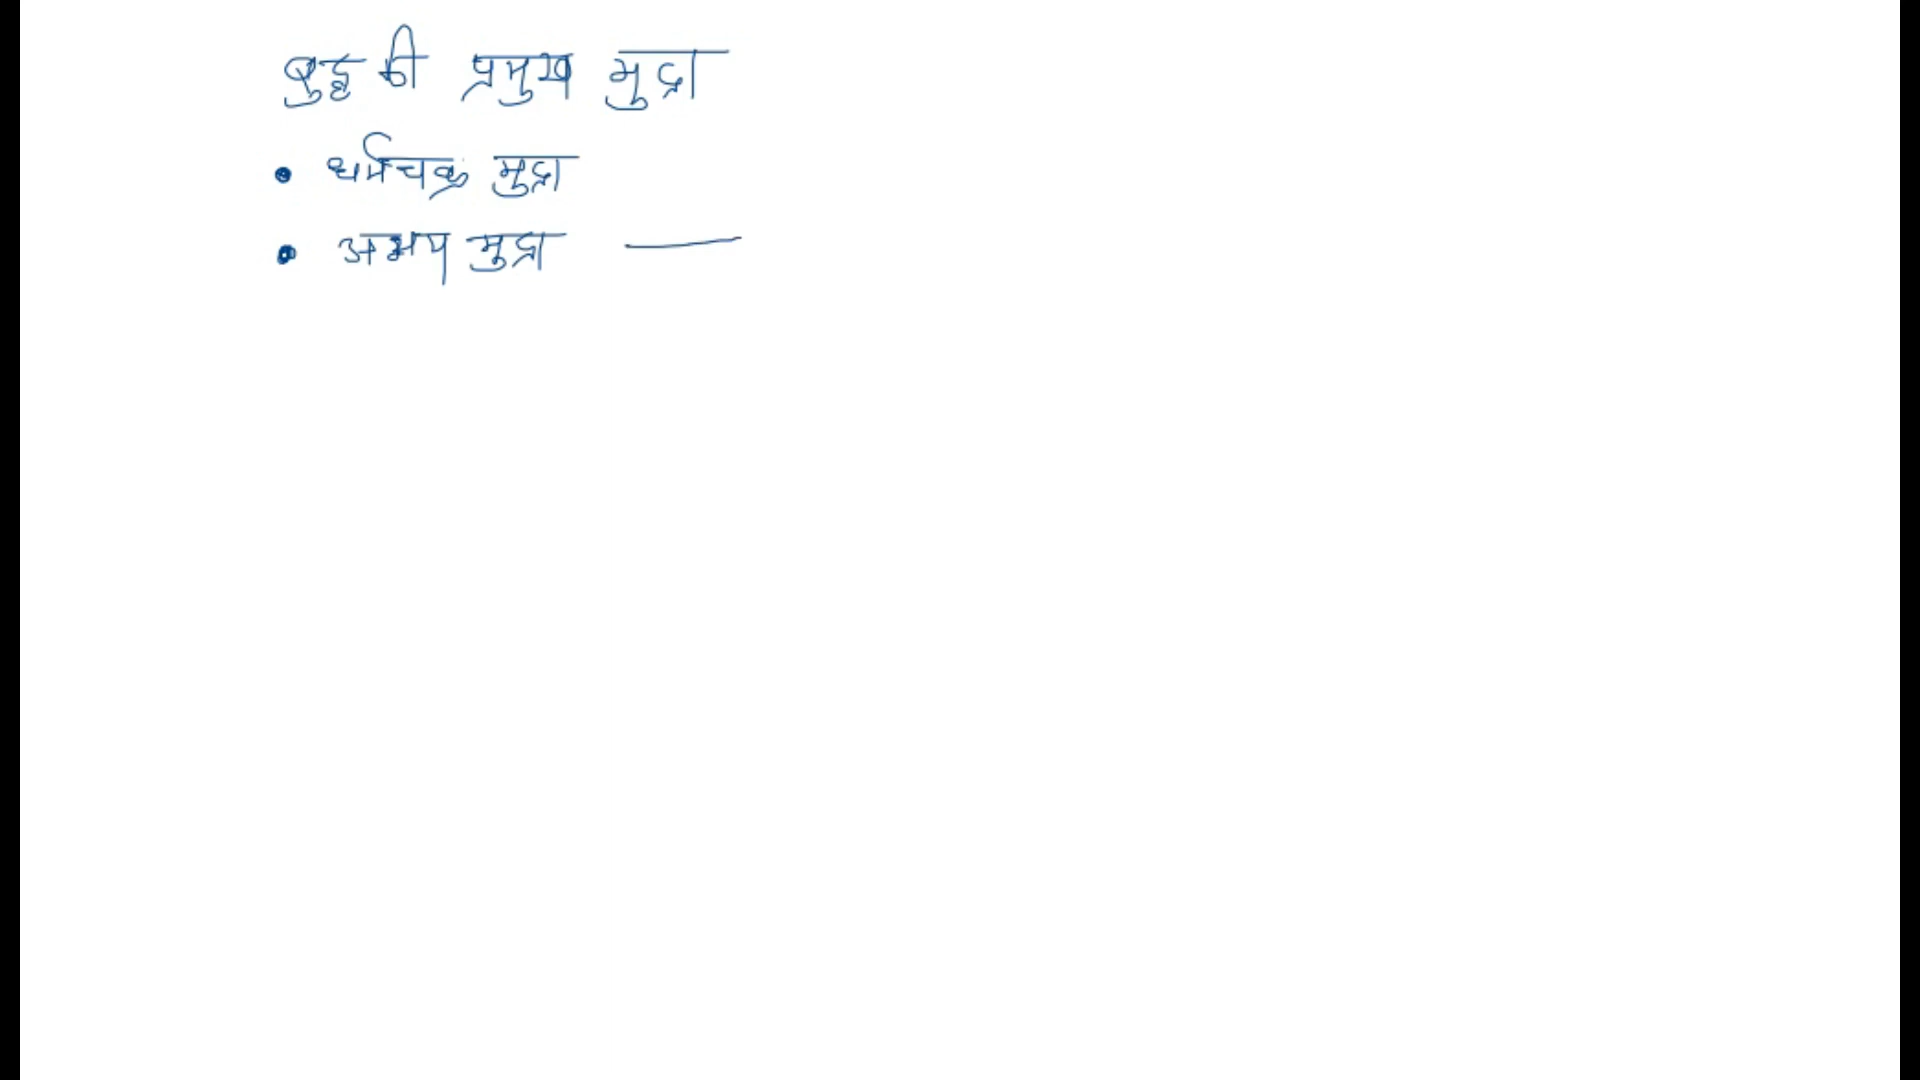 बुद्ध की प्रमुख मुद्रा
• धर्मचक्र मुद्रा
• अभय मुद्रा —